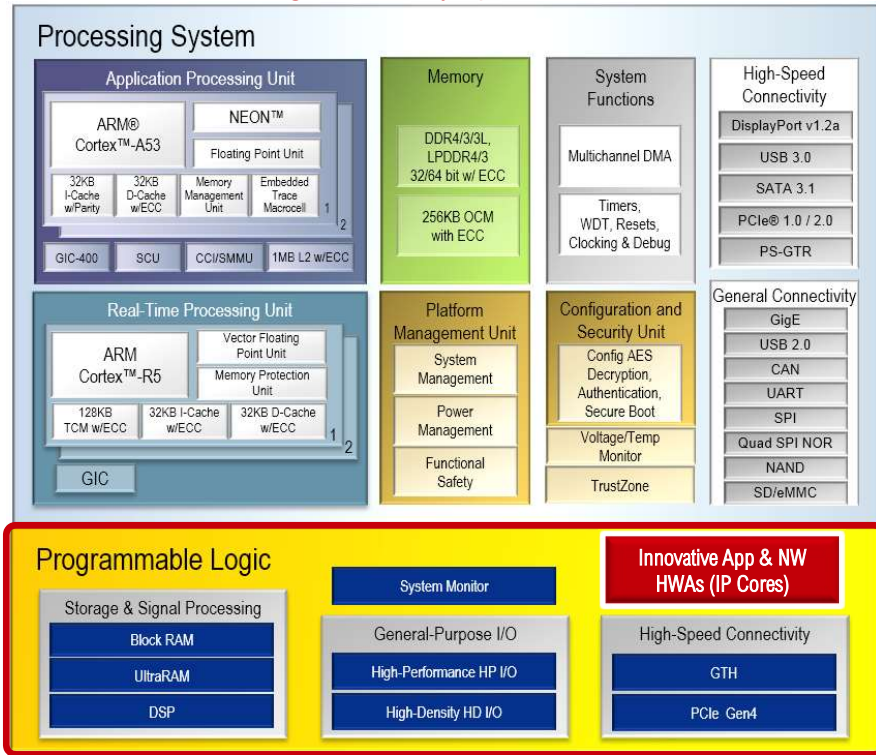 Processing System
Application Processing Unit
ARM®
Cortex™-A53
NEON™
Floating Point Unit
32KB
I-Cache
w/Parity
32KB
D-Cache
w/ECC
Memory
Management
Unit
Embedded
Trace
Macrocell
1
2
GIC-400
SCU
CCI/SMMU
1MB L2 w/ECC
Memory
DDR4/3/3L,
LPDDR4/3
32/64 bit w/ ECC
256KB OCM
with ECC
System
Functions
Multichannel DMA
Timers,
WDT, Resets,
Clocking & Debug
High-Speed
Connectivity
DisplayPort v1.2a
USB 3.0
SATA 3.1
PCIe® 1.0 / 2.0
PS-GTR
Real-Time Processing Unit
ARM
Cortex™-R5
Vector Floating
Point Unit
Memory Protection
Unit
128KB
TCM w/ECC
32KB I-Cache
w/ECC
32KB D-Cache
w/ECC
1
2
GIC
Platform
Management Unit
System
Management
Power
Management
Functional
Safety
Configuration and
Security Unit
Config AES
Decryption,
Authentication,
Secure Boot
Voltage/Temp
Monitor
TrustZone
General Connectivity
GigE
USB 2.0
CAN
UART
SPI
Quad SPI NOR
NAND
SD/eMMC
Programmable Logic
Storage & Signal Processing
Block RAM
UltraRAM
DSP
System Monitor
General-Purpose I/O
High-Performance HP I/O
High-Density HD I/O
Innovative App & NW
HWAs (IP Cores)
High-Speed Connectivity
GTH
PCIe Gen4